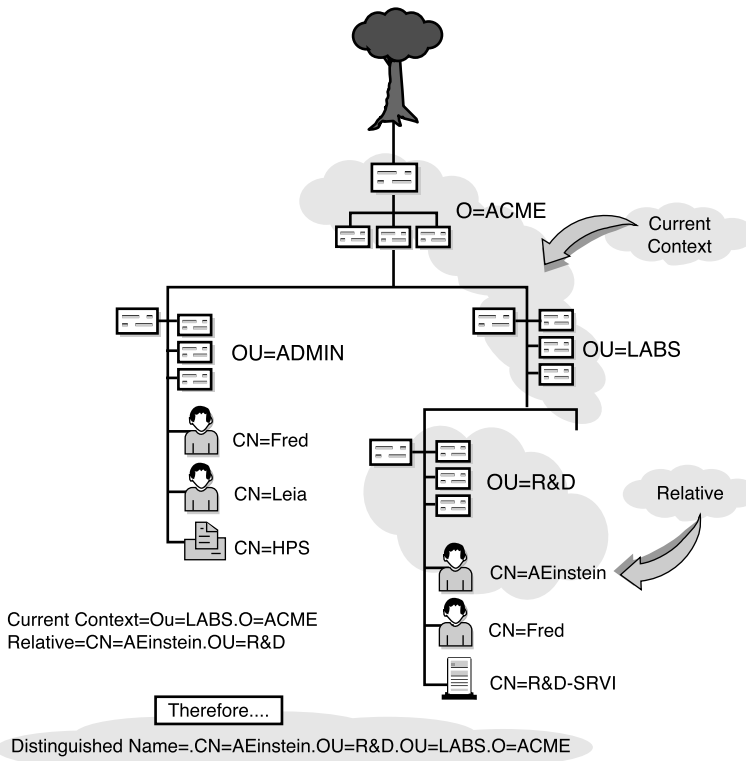 O=ACME
Current
Context
OU=ADMIN
OU=LABS
CN=Fred
CN=Leia
CN=HPS
OU=R&D
Relative
CN=AEinstein
CN=Fred
CN=R&D-SRVI
Current Context=Ou=LABS.O=ACME
Relative=CN=AEinstein.OU=R&D
Therefore....
Distinguished Name=.CN=AEinstein.OU=R&D.OU=LABS.O=ACME